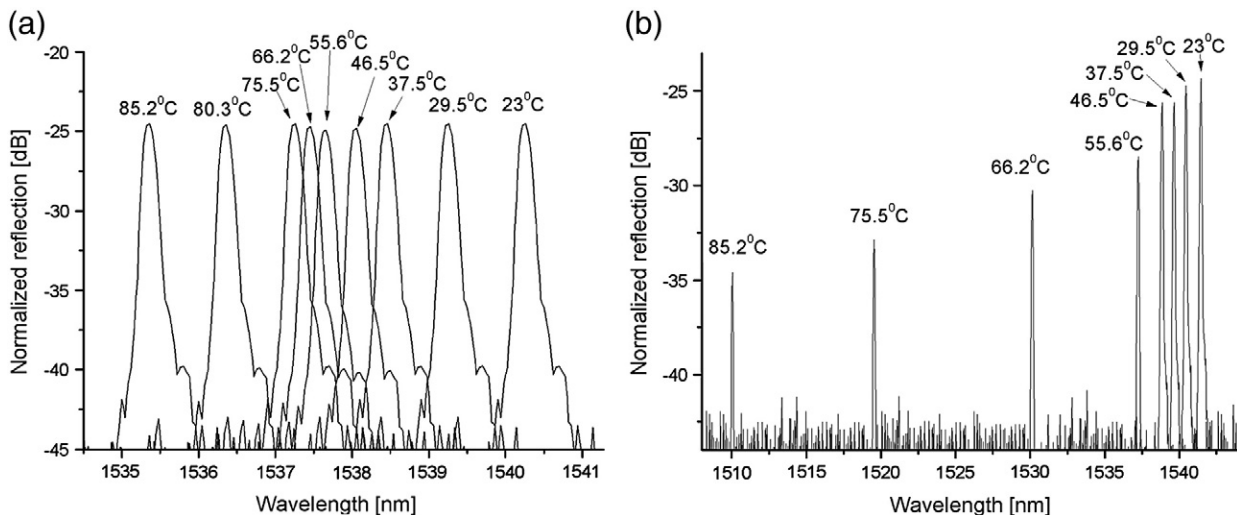 (a)
Normalized reflection [dB]
-20
-25
-30
-35
-40
-45
85.2⁰C
80.3⁰C
75.5⁰C
66.2⁰C
55.6⁰C
46.5⁰C
37.5⁰C
29.5⁰C
23⁰C
1535
1536
1537
1538
1539
1540
1541
Wavelength [nm]
(b)
Normalized reflection [dB]
-25
-30
-35
-40
85.2⁰C
75.5⁰C
66.2⁰C
55.6⁰C
46.5⁰C
37.5⁰C
29.5⁰C
23⁰C
1510
1515
1520
1525
1530
1535
1540
Wavelength [nm]